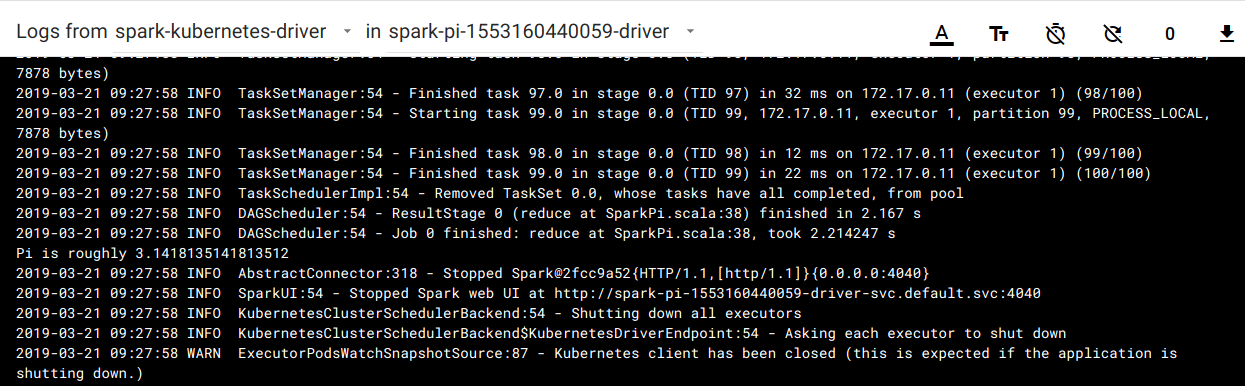 Logs from spark-kubernetes-driver in spark-pi-1553160440059-driver A TT 0
7878 bytes)
2019-03-21 09:27:58 INFO  TaskSetManager:54 - Finished task 97.0 in stage 0.0 (TID 97) in 32 ms on 172.17.0.11 (executor 1) (98/100)
2019-03-21 09:27:58 INFO  TaskSetManager:54 - Starting task 99.0 in stage 0.0 (TID 99, 172.17.0.11, executor 1, partition 99, PROCESS_LOCAL,
7878 bytes)
2019-03-21 09:27:58 INFO  TaskSetManager:54 - Finished task 98.0 in stage 0.0 (TID 98) in 12 ms on 172.17.0.11 (executor 1) (99/100)
2019-03-21 09:27:58 INFO  TaskSetManager:54 - Finished task 99.0 in stage 0.0 (TID 99) in 22 ms on 172.17.0.11 (executor 1) (100/100)
2019-03-21 09:27:58 INFO  TaskSchedulerImpl:54 - Removed TaskSet 0.0, whose tasks have all completed, from pool
2019-03-21 09:27:58 INFO  DAGScheduler:54 - ResultStage 0 (reduce at SparkPi.scala:38) finished in 2.167 s
2019-03-21 09:27:58 INFO  DAGScheduler:54 - Job 0 finished: reduce at SparkPi.scala:38, took 2.214247 s
Pi is roughly 3.1418135141813512
2019-03-21 09:27:58 INFO  AbstractConnector:318 - Stopped Spark@2fcc9a52{HTTP/1.1,[http/1.1]}{0.0.0.0:4040}
2019-03-21 09:27:58 INFO  SparkUI:54 - Stopped Spark web UI at http://spark-pi-1553160440059-driver-svc.default.svc:4040
2019-03-21 09:27:58 INFO  KubernetesClusterSchedulerBackend:54 - Shutting down all executors
2019-03-21 09:27:58 INFO  KubernetesClusterSchedulerBackend$KubernetesDriverEndpoint:54 - Asking each executor to shut down
2019-03-21 09:27:58 WARN  ExecutorPodsWatchSnapshotSource:87 - Kubernetes client has been closed (this is expected if the application is
shutting down.)